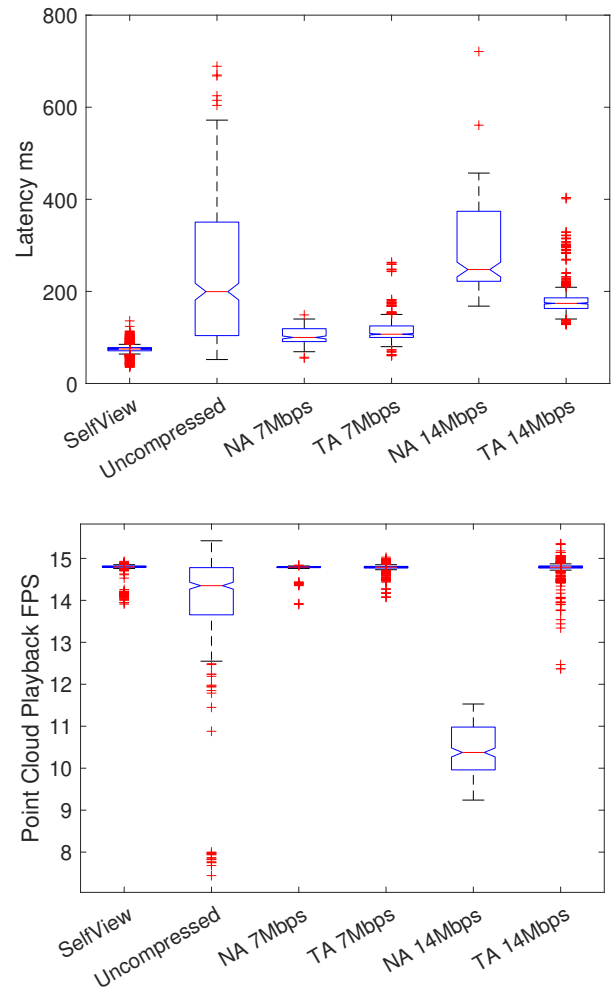 800
600
400
200
0
Latency ms
SelfView
Uncompressed
NA 7Mbps
TA 7Mbps
NA 14Mbps
TA 14Mbps
15
14
13
12
11
10
9
8
Point Cloud Playback FPS
SelfView
Uncompressed
NA 7Mbps
TA 7Mbps
NA 14Mbps
TA 14Mbps